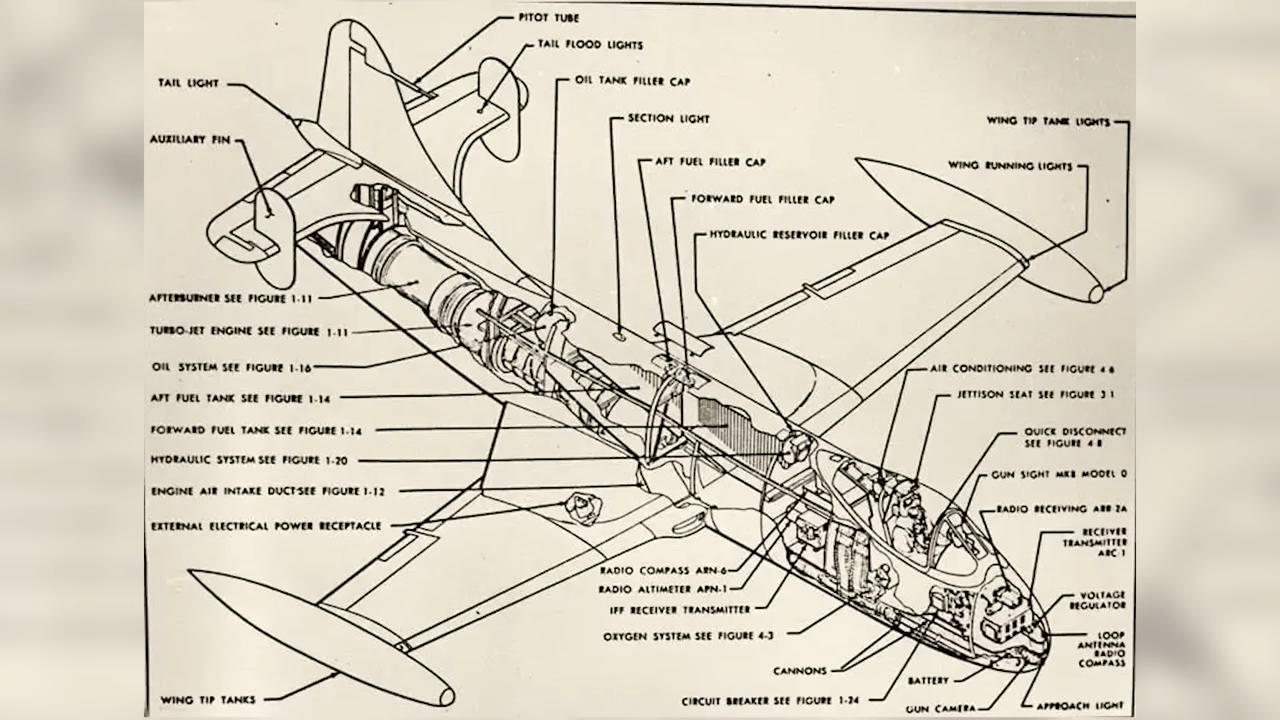 PITOT TUBE
TAIL FLOOD LIGHTS
TAIL LIGHT
OIL TANK FILLER CAP
SECTION LIGHT
WING TIP TANK LIGHTS
AUXILIARY FIN
AFT FUEL FILLER CAP
WING RUNNING LIGHTS
FORWARD FUEL FILLER CAP
HYDRAULIC RESERVOIR FILLER CAP
AFTERBURNER SEE FIGURE 1-11
TURBO-JET ENGINE SEE FIGURE 1-11
OIL SYSTEM SEE FIGURE 1-16
AFT FUEL TANK SEE FIGURE 1-14
FORWARD FUEL TANK SEE FIGURE 1-14
HYDRAULIC SYSTEM SEE FIGURE 1-20
ENGINE AIR INTAKE DUCT-SEE FIGURE 1-12
EXTERNAL ELECTRICAL POWER RECEPTACLE
AIR CONDITIONING SEE FIGURE 4-6
JETTISON SEAT SEE FIGURE 3 1
QUICK DISCONNECT
SEE FIGURE 4-8
GUN SIGHT MK8 MODEL 0
RADIO RECEIVING ARR 2A
RECEIVER
TRANSMITTER
ARC-1
RADIO COMPASS ARN-6
RADIO ALTIMETER APN-1
IFF RECEIVER TRANSMITTER
OXYGEN SYSTEM SEE FIGURE 4-3
VOLTAGE
REGULATOR
LOOP
ANTENNA
RADIO
COMPASS
CANNONS
BATTERY
WING TIP TANKS
CIRCUIT BREAKER SEE FIGURE 1-24
GUN CAMERA
APPROACH LIGHT